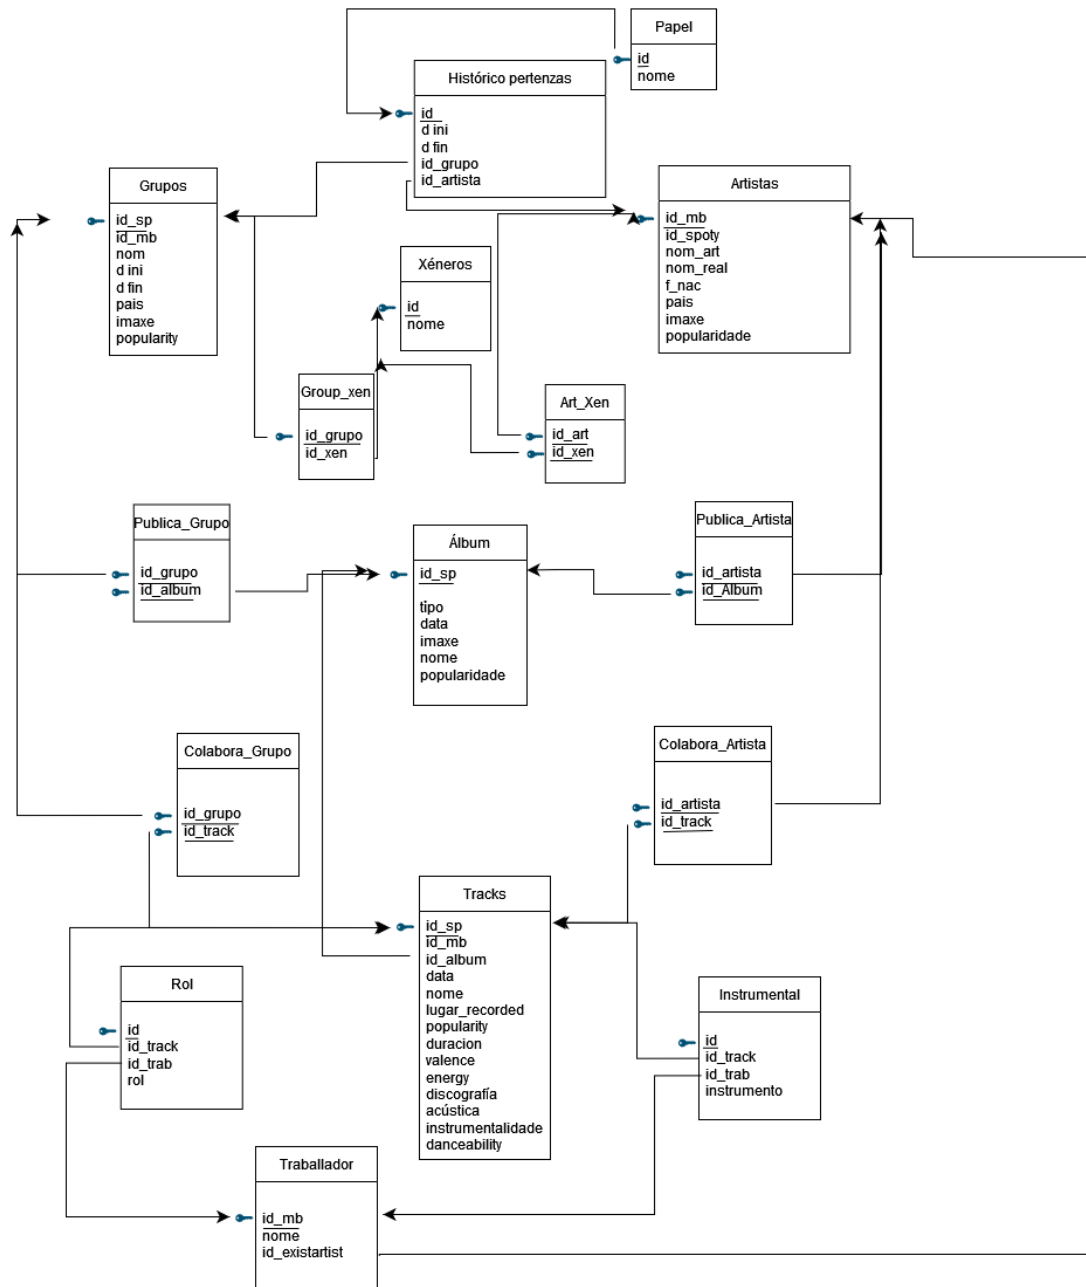 Papel
id
nome
Histórico pertenzas
id
d ini
d fin
id_grupo
id_artista
Grupos
id_sp
id_mb
nom
d ini
d fin
pais
imaxe
popularity
Artistas
id_mb
id_spoty
nom_art
nom_real
f_nac
pais
imaxe
popularidade
Xéneros
id
nome
Group_xen
id_grupo
id_xen
Art_Xen
id_art
id_xen
Publica_Grupo
id_grupo
id_album
Álbum
id_sp
tipo
data
imaxe
nome
popularidade
Publica_Artista
id_artista
id_Album
Colabora_Grupo
id_grupo
id_track
Colabora_Artista
id_artista
id_track
Tracks
id_sp
id_mb
id_album
data
nome
lugar_recorded
popularity
duracion
valence
energy
discografía
acústica
instrumentalidade
danceability
Rol
id
id_track
id_trab
rol
Instrumental
id
id_track
id_trab
instrumento
Traballador
id_mb
nome
id_existartist